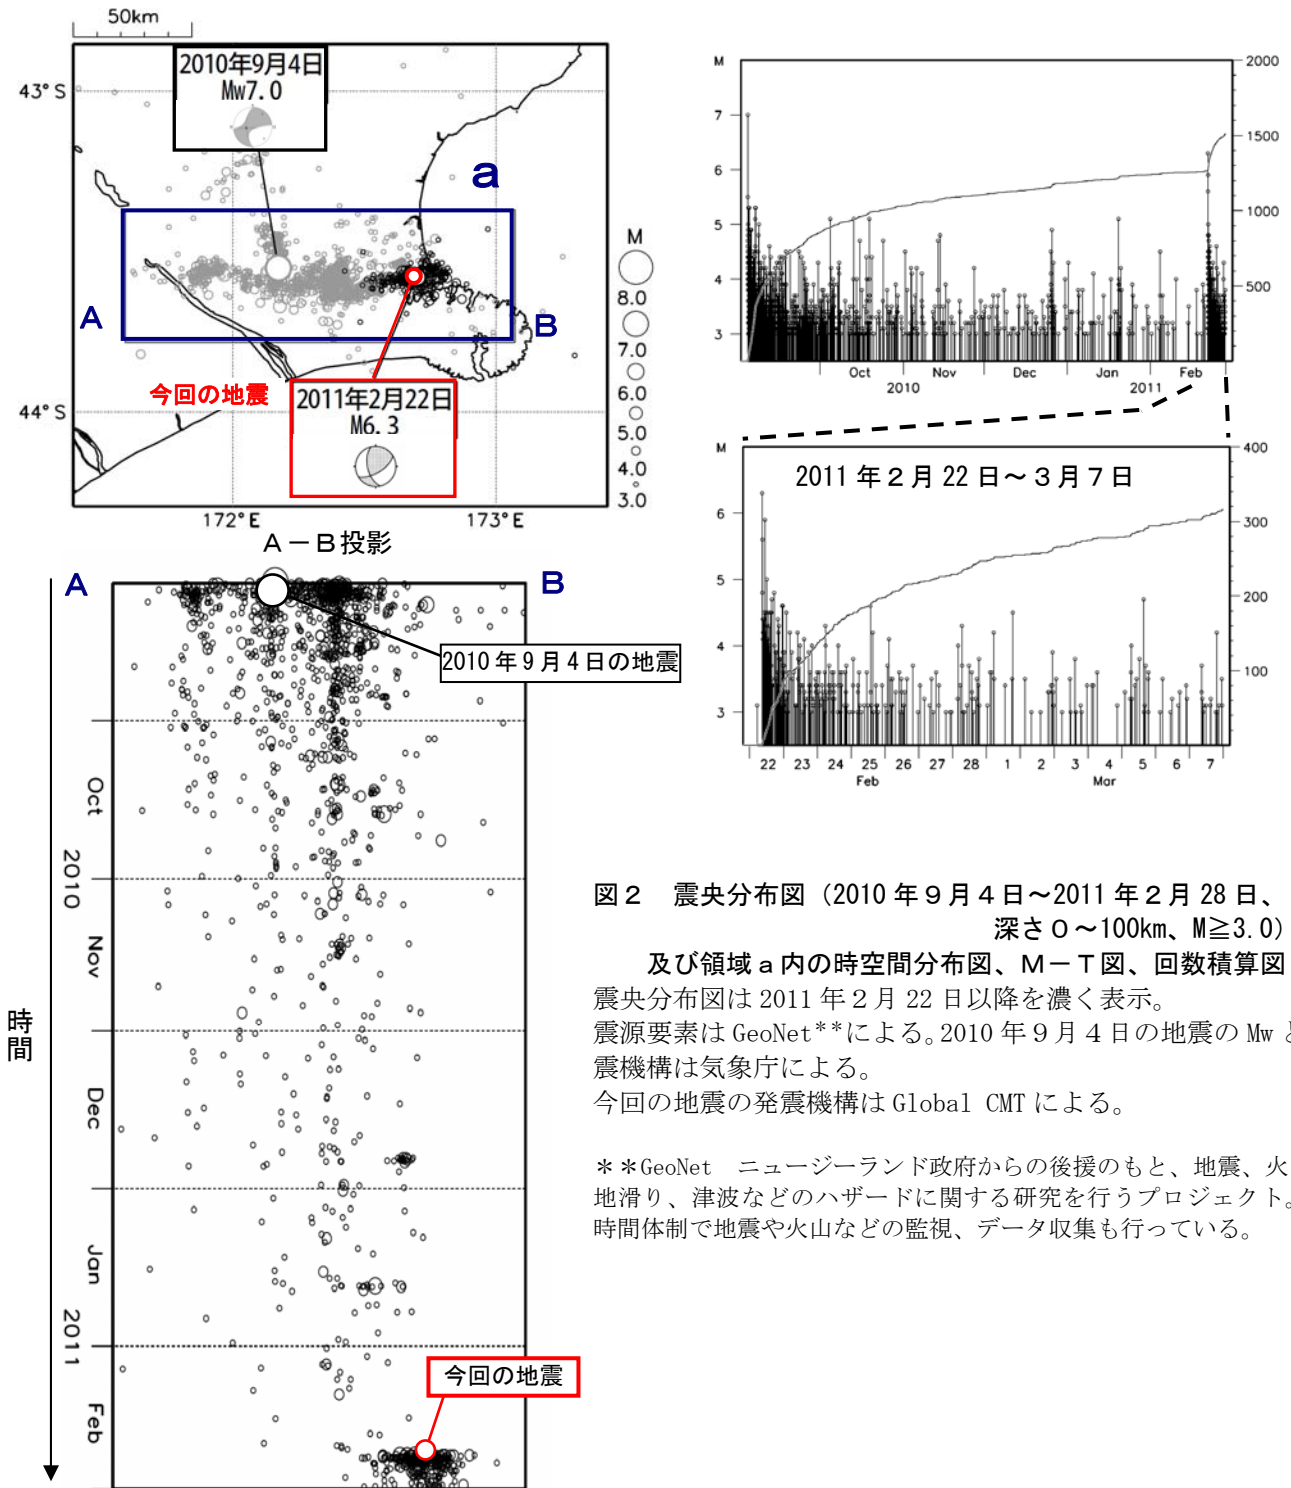 50km
2010年9月4日
Mw7.0
43°S
a
A
B
今回の地震
2011年2月22日
M6.3
44°S
172°E
173°E
M
8.0
7.0
6.0
5.0
4.0
3.0
M
7
6
5
4
3
2000
1500
1000
500
Oct
Nov
Dec
Jan
Feb
2010
2011
M
6
5
4
3
400
300
200
100
2011年2月22日～3月7日
22 23 24 25 26 27 28 1 2 3 4 5 6 7
Feb
Mar
A－B投影
A
B
2010年9月4日の地震
Oct
2010
Nov
Dec
Jan
2011
Feb
時間
今回の地震
図２　震央分布図（2010年９月４日～2011年２月28日、
深さ０～100km、M≧3.0）
及び領域ａ内の時空間分布図、Ｍ－Ｔ図、回数積算図
震央分布図は2011年２月22日以降を濃く表示。
震源要素はGeoNet**による。2010年９月４日の地震のMwと
震機構は気象庁による。
今回の地震の発震機構はGlobal CMTによる。
＊＊GeoNet　ニュージーランド政府からの後援のもと、地震、火
地滑り、津波などのハザードに関する研究を行うプロジェクト。
時間体制で地震や火山などの監視、データ収集も行っている。